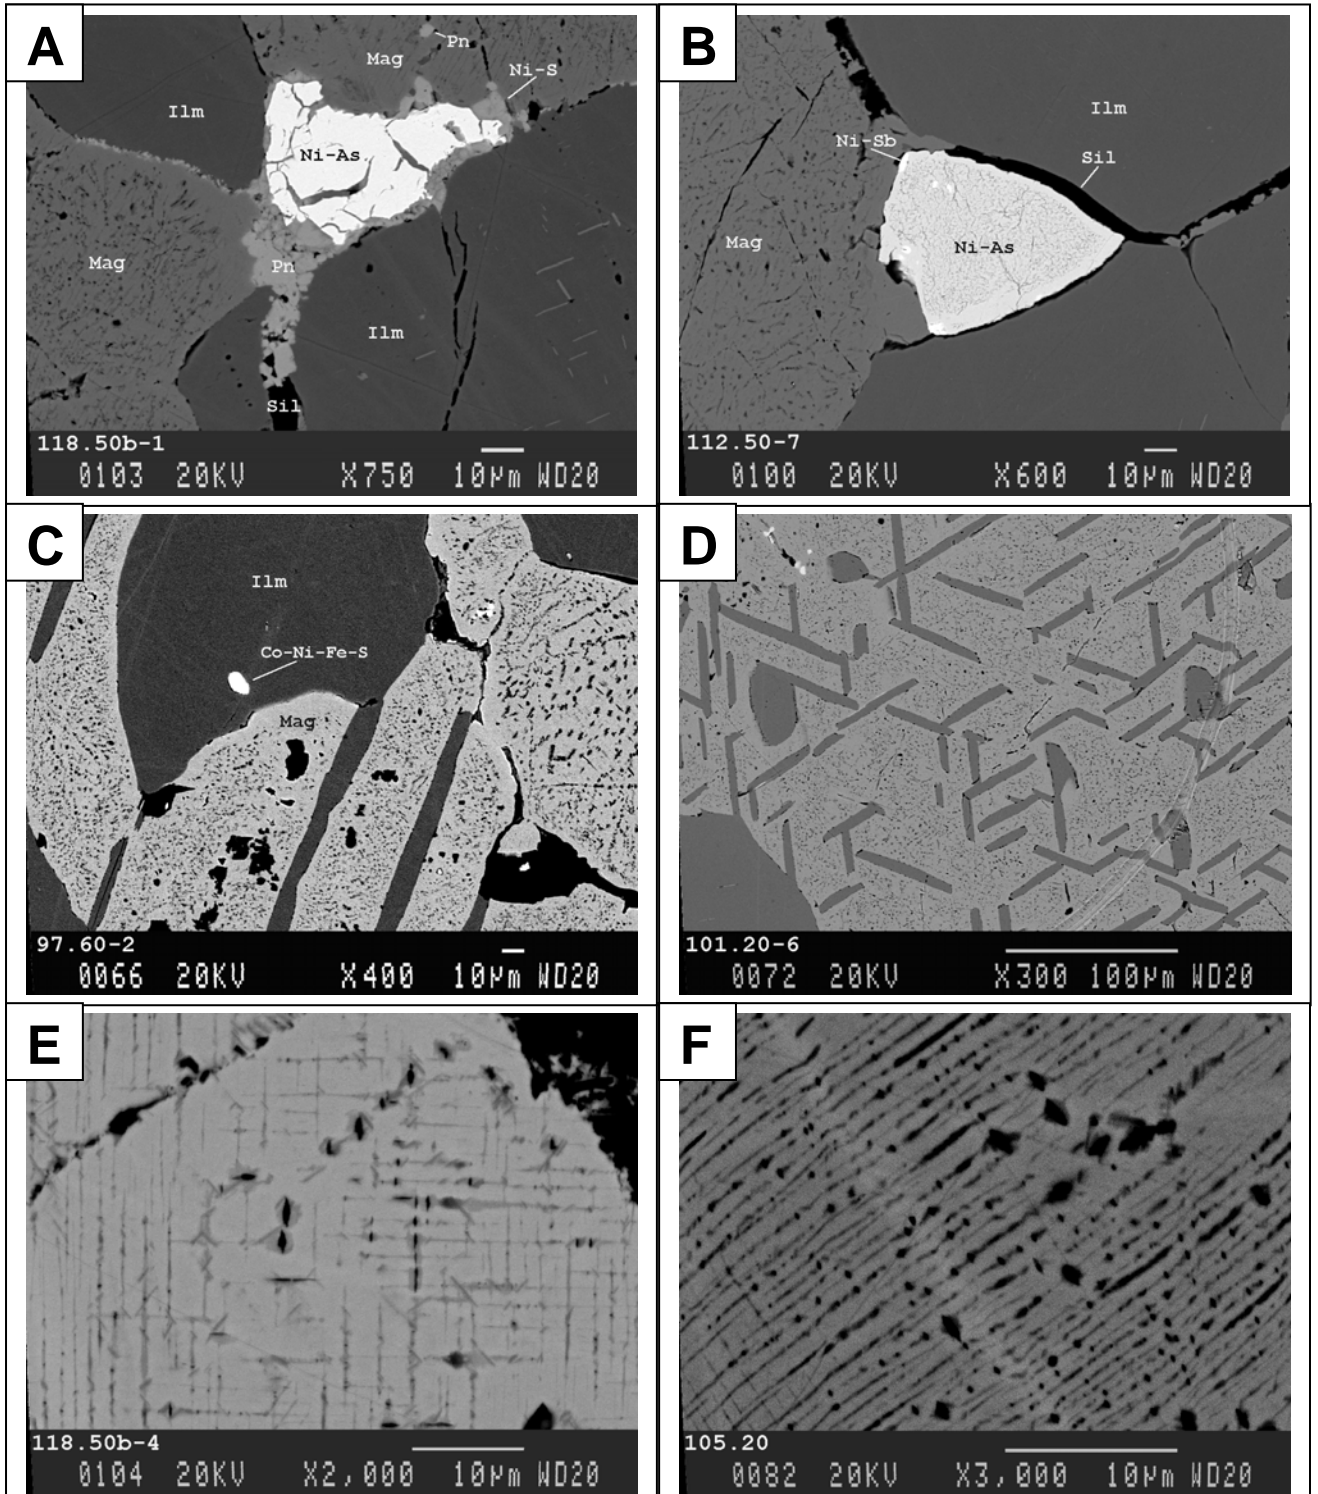 A
Pn
Mag
Ni-S
Ilm
Ni-As
Mag
Pn
Ilm
Sil
118.50b-1
0103 20KV X750 10µm WD20
B
Ilm
Ni-Sb
Sil
Mag
Ni-As
112.50-7
0100 20KV X600 10µm WD20
C
Ilm
Co-Ni-Fe-S
Mag
97.60-2
0066 20KV X400 10µm WD20
D
101.20-6
0072 20KV X300 100µm WD20
E
118.50b-4
0104 20KV X2,000 10µm WD20
F
105.20
0082 20KV X3,000 10µm WD20